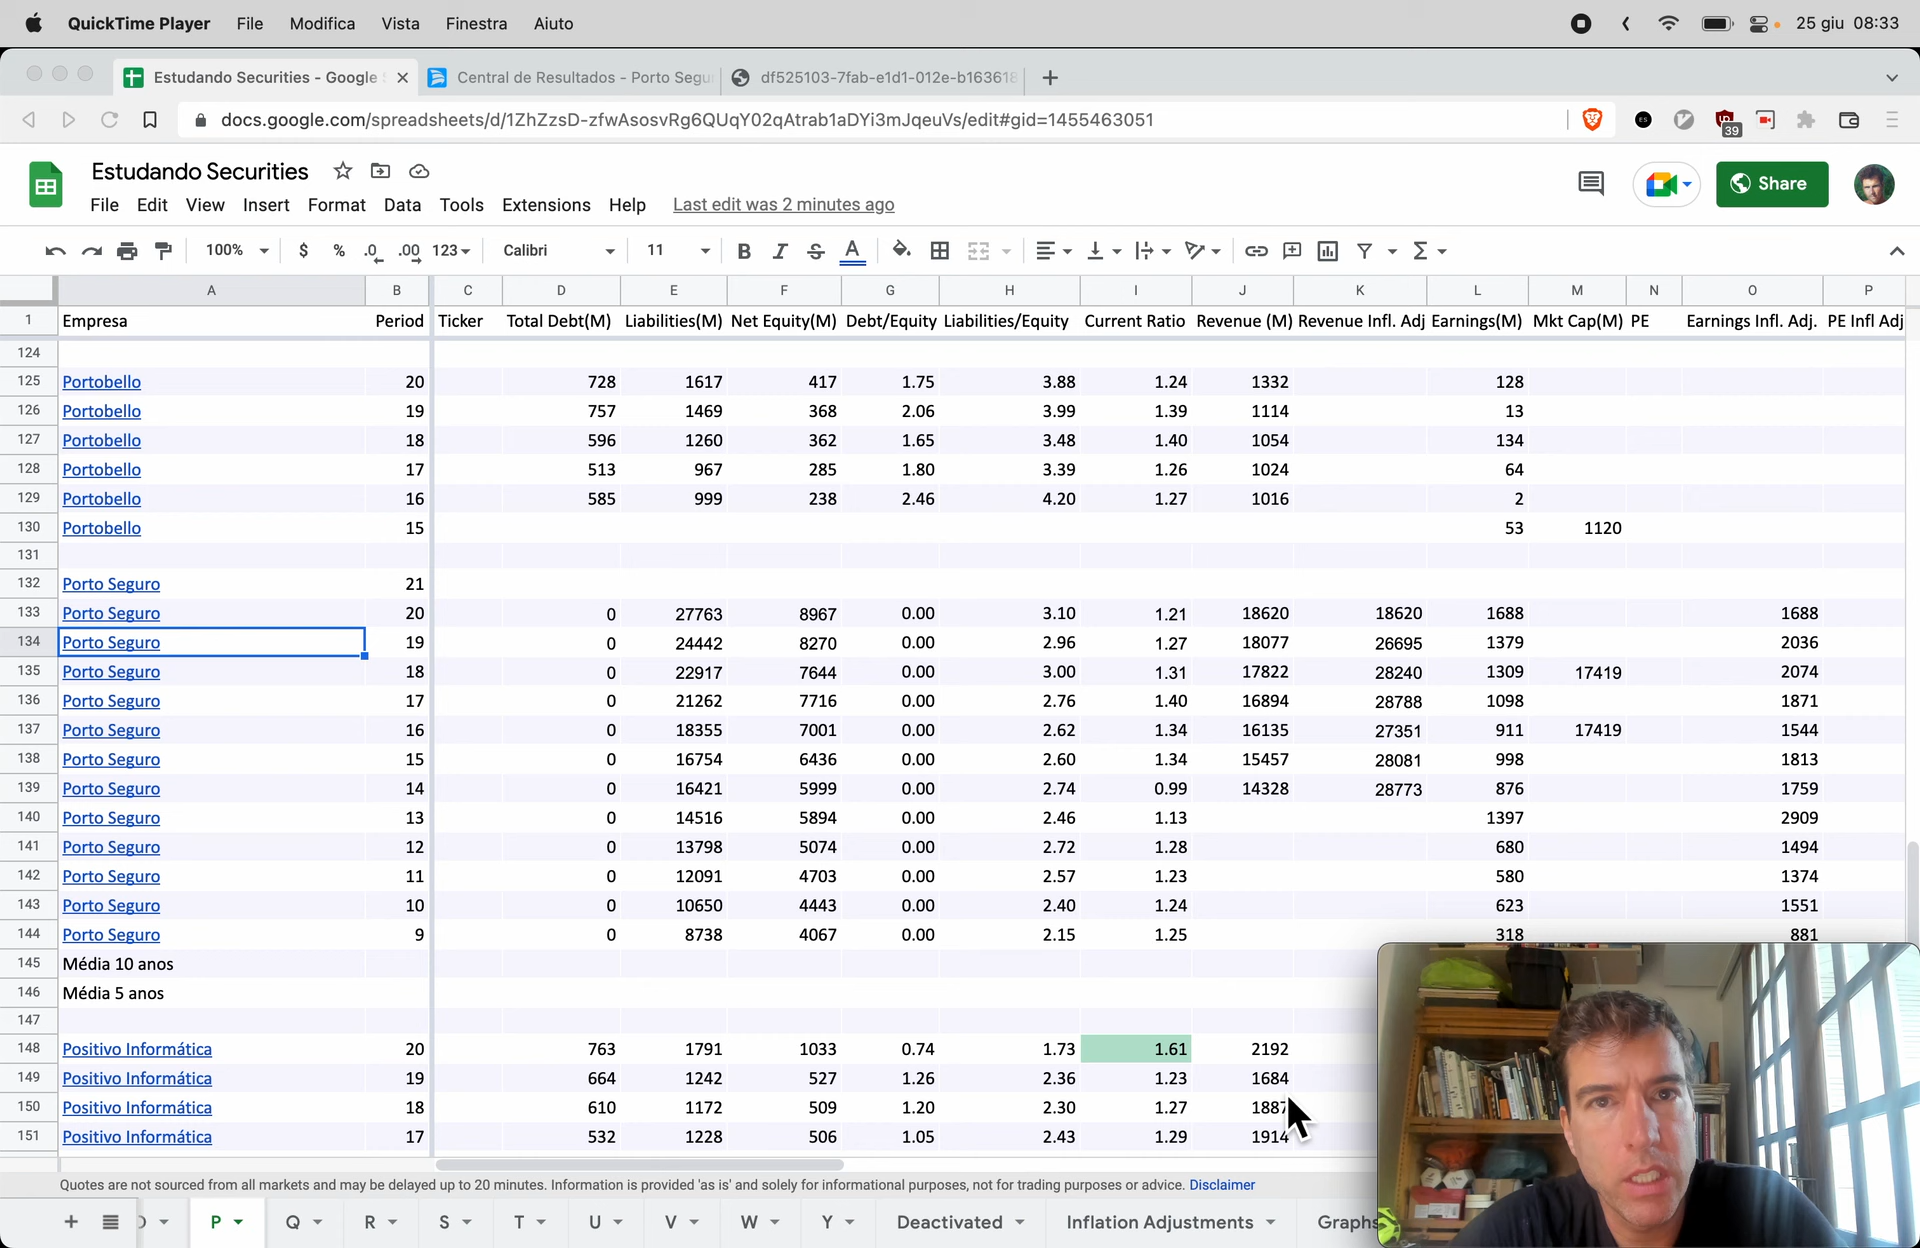 QuickTime Player File Modifica Vista Finestra Aiuto 25 giu 08:33
Estudando Securities - Google Central de Resultados - Porto Segu df525103-7fab-e1d1-012e-b163618
docs.google.com/spreadsheets/d/1ZhZzsD-zfwAsosvRg6QUqY02qAtrab1aDYi3mJqeuVs/edit#gid=1455463051 39
Estudando Securities Share
File Edit View Insert Format Data Tools Extensions Help Last edit was 2 minutes ago
100% $ % .0 .00 123 Calibri 11 B I S A
A B C D E F G H I J K L M N O P
1 Empresa Period Ticker Total Debt(M) Liabilities(M) Net Equity(M) Debt/Equity Liabilities/Equity Current Ratio Revenue (M) Revenue Infl. Adj Earnings(M) Mkt Cap(M) PE Earnings Infl. Adj. PE Infl Adj
124
125 Portobello 20 728 1617 417 1.75 3.88 1.24 1332 128
126 Portobello 19 757 1469 368 2.06 3.99 1.39 1114 13
127 Portobello 18 596 1260 362 1.65 3.48 1.40 1054 134
128 Portobello 17 513 967 285 1.80 3.39 1.26 1024 64
129 Portobello 16 585 999 238 2.46 4.20 1.27 1016 2
130 Portobello 15 53 1120
131
132 Porto Seguro 21
133 Porto Seguro 20 0 27763 8967 0.00 3.10 1.21 18620 18620 1688 1688
134 Porto Seguro 19 0 24442 8270 0.00 2.96 1.27 18077 26695 1379 2036
135 Porto Seguro 18 0 22917 7644 0.00 3.00 1.31 17822 28240 1309 17419 2074
136 Porto Seguro 17 0 21262 7716 0.00 2.76 1.40 16894 28788 1098 1871
137 Porto Seguro 16 0 18355 7001 0.00 2.62 1.34 16135 27351 911 17419 1544
138 Porto Seguro 15 0 16754 6436 0.00 2.60 1.34 15457 28081 998 1813
139 Porto Seguro 14 0 16421 5999 0.00 2.74 0.99 14328 28773 876 1759
140 Porto Seguro 13 0 14516 5894 0.00 2.46 1.13 1397 2909
141 Porto Seguro 12 0 13798 5074 0.00 2.72 1.28 680 1494
142 Porto Seguro 11 0 12091 4703 0.00 2.57 1.23 580 1374
143 Porto Seguro 10 0 10650 4443 0.00 2.40 1.24 623 1551
144 Porto Seguro 9 0 8738 4067 0.00 2.15 1.25 318 881
145 Média 10 anos
146 Média 5 anos
147
148 Positivo Informática 20 763 1791 1033 0.74 1.73 1.61 2192
149 Positivo Informática 19 664 1242 527 1.26 2.36 1.23 1684
150 Positivo Informática 18 610 1172 509 1.20 2.30 1.27 1887
151 Positivo Informática 17 532 1228 506 1.05 2.43 1.29 1914
Quotes are not sourced from all markets and may be delayed up to 20 minutes. Information is provided 'as is' and solely for informational purposes, not for trading purposes or advice. Disclaimer
P Q R S T U V W Y Deactivated Inflation Adjustments Graphs